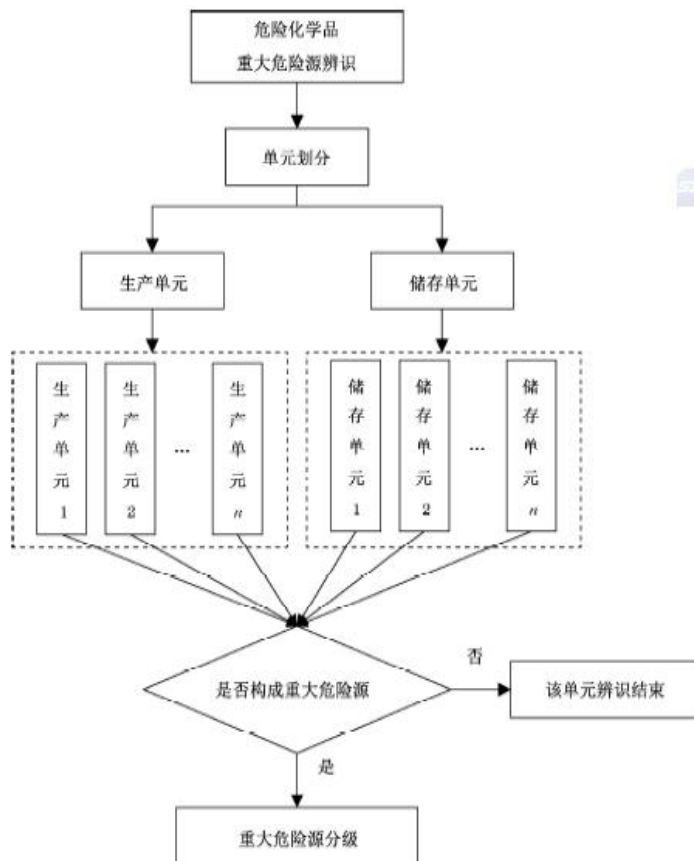 危险化学品
重大危险源辨识
单元划分
生产单元
储存单元
生产单元1
生产单元2
…
生产单元n
储存单元1
储存单元2
…
储存单元n
是否构成重大危险源
否
该单元辨识结束
是
重大危险源分级